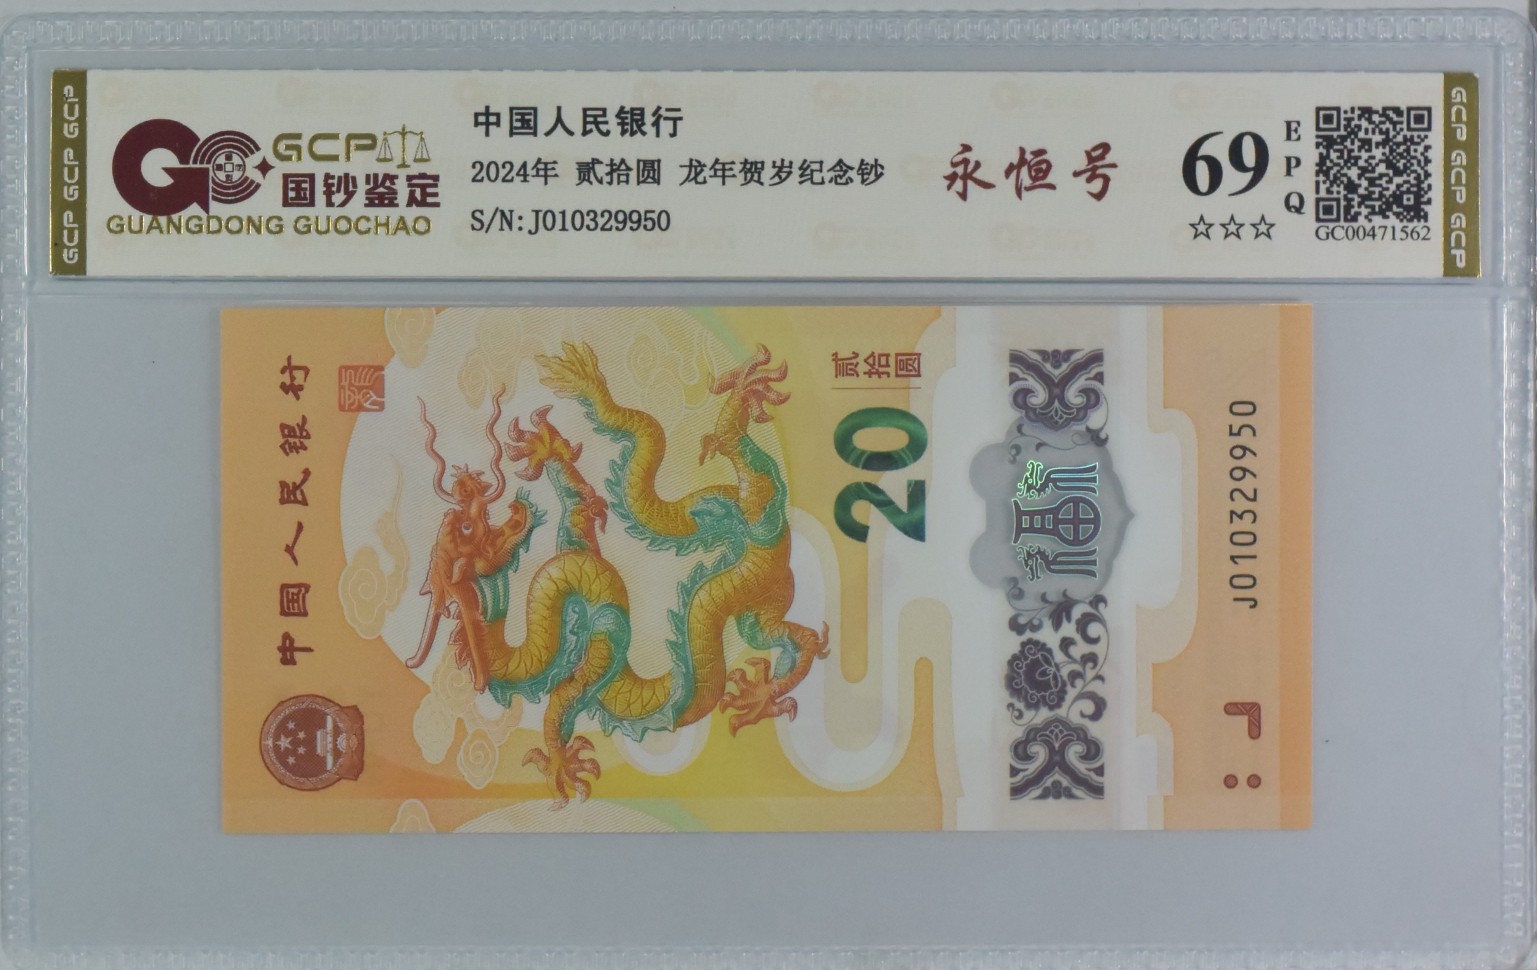 GCP GCP GCP
GCP
国钞鉴定
GUANGDONG GUOCHAO
中国人民银行
2024年 贰拾圆 龙年贺岁纪念钞
S/N:J010329950
永恒号
69
EPQ
☆☆☆
GC00471562
GCP GCP GCP
中国人民银行
贰拾圆
20
J010329950